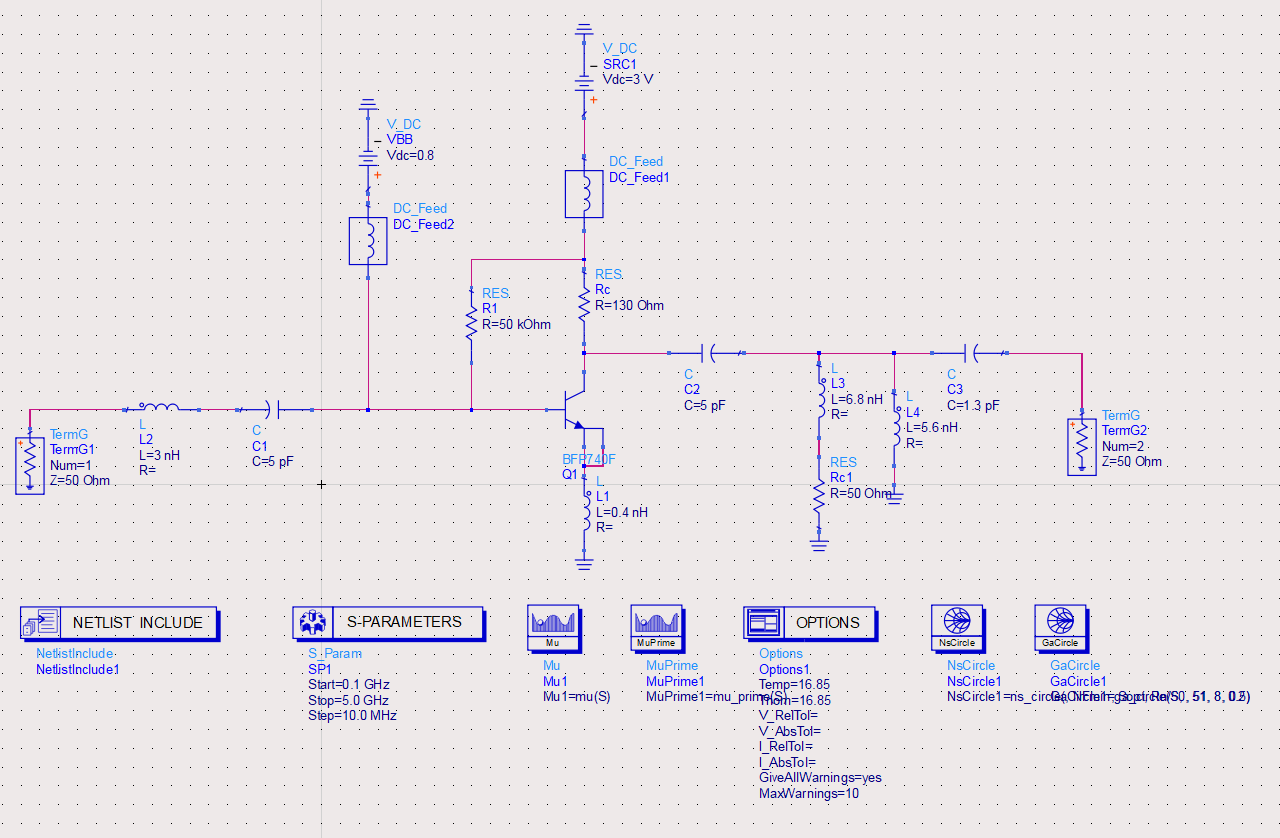 V_DC
SRC1
Vdc=3 V
+
V_DC
VBB
Vdc=0.8
+
DC_Feed
DC_Feed1
DC_Feed
DC_Feed2
RES
Rc
R=130 Ohm
RES
R1
R=50 kOhm
C
C2
C=5 pF
L
L3
L=6.8 nH
R=
L
L4
L=5.6 nH
R=
C
C3
C=1.3 pF
TermG
TermG1
Num=1
Z=50 Ohm
L
L2
L=3 nH
R=
C
C1
C=5 pF
BFP740F
Q1
L
L1
L=0.4 nH
R=
RES
Rc1
R=50 Ohm
TermG
TermG2
Num=2
Z=50 Ohm
NETLIST INCLUDE
NetlistInclude
NetlistInclude1
S-PARAMETERS
S_Param
SP1
Start=0.1 GHz
Stop=5.0 GHz
Step=10.0 MHz
Mu
Mu
Mu1
Mu1=mu(S)
MuPrime
MuPrime
MuPrime1
MuPrime1=mu_prime(S)
OPTIONS
Options
Options1
Temp=16.85
Tnom=16.85
V_RelTol=
V_AbsTol=
I_RelTol=
I_AbsTol=
GiveAllWarnings=yes
MaxWarnings=10
NsCircle
NsCircle
NsCircle1
NsCircle1=ns_circle(
GaCircle
GaCircle
GaCircle1
51, 8,